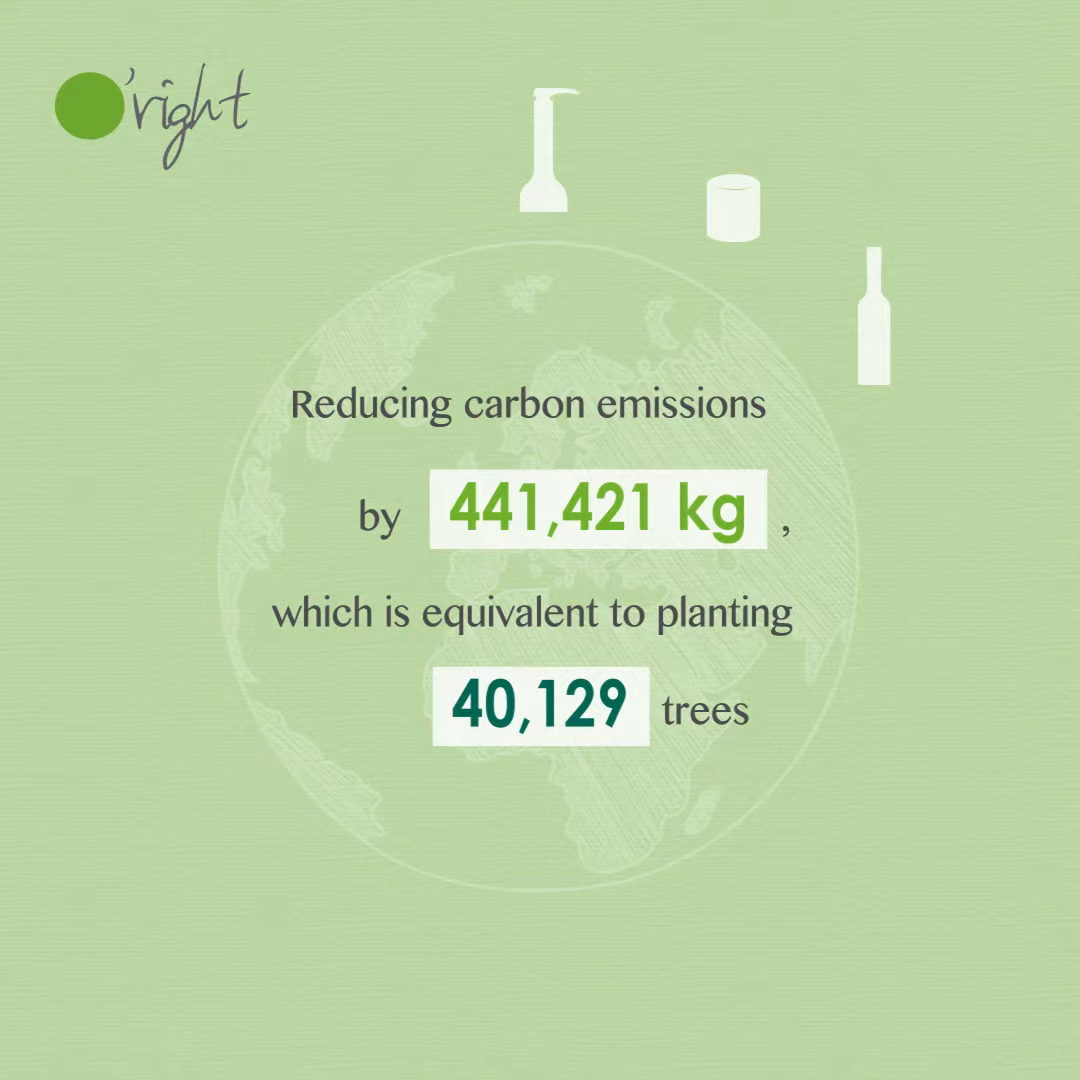 O'right
Reducing carbon emissions
by 441,421 kg ,
which is equivalent to planting
40,129 trees